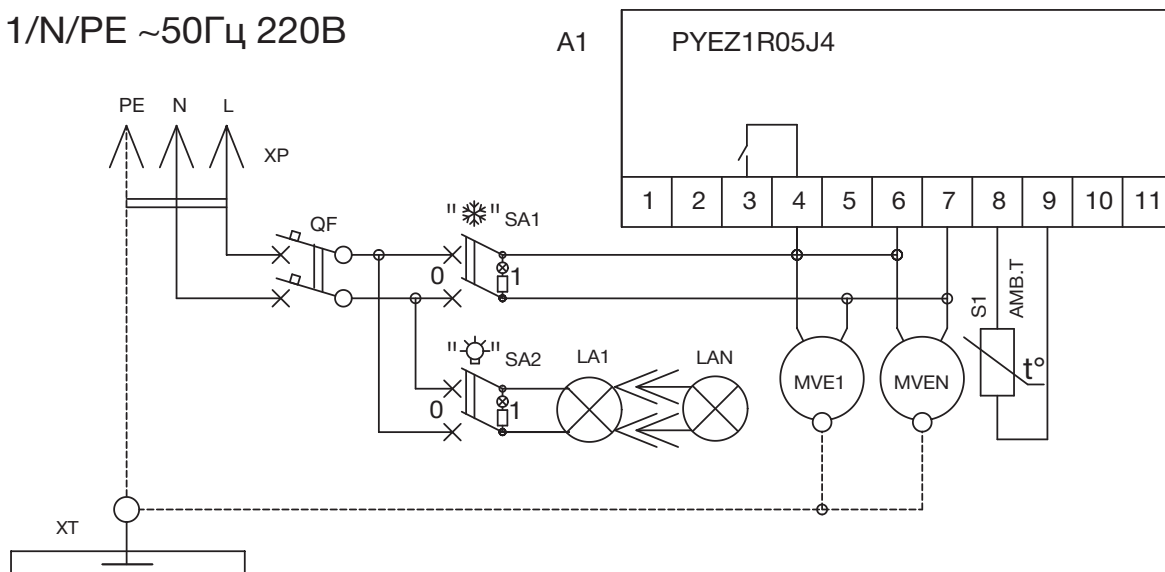 1/N/PE ~50Гц 220В
A1 PYEZ1R05J4
PE N L
XP
1 2 3 4 5 6 7 8 9 10 11
QF
" " SA1
0 1
S1
AMB.T
" " SA2 LA1 LAN
0 1
MVE1 MVEN
t°
XT